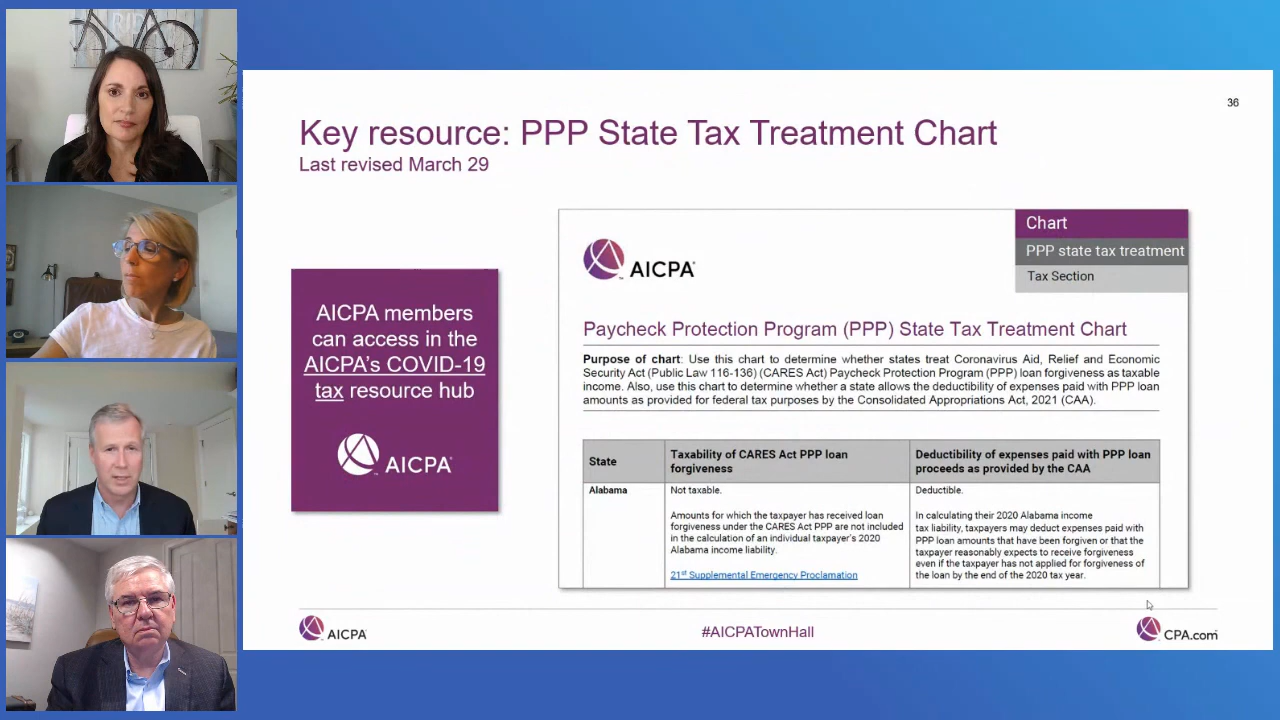 RIDE
36
Key resource: PPP State Tax Treatment Chart
Last revised March 29
AICPA members
can access in the
AICPA's COVID-19
tax resource hub
AICPA
Chart
PPP state tax treatment
Tax Section
AICPA
Paycheck Protection Program (PPP) State Tax Treatment Chart
Purpose of chart: Use this chart to determine whether states treat Coronavirus Aid, Relief and Economic
Security Act (Public Law 116-136) (CARES Act) Paycheck Protection Program (PPP) loan forgiveness as taxable
income. Also, use this chart to determine whether a state allows the deductibility of expenses paid with PPP loan
amounts as provided for federal tax purposes by the Consolidated Appropriations Act, 2021 (CAA).
State
Taxability of CARES Act PPP loan
forgiveness
Deductibility of expenses paid with PPP loan
proceeds as provided by the CAA
Alabama
Not taxable.
Amounts for which the taxpayer has received loan
forgiveness under the CARES Act PPP are not included
in the calculation of an individual taxpayer's 2020
Alabama income liability.
21st Supplemental Emergency Proclamation
Deductible.
In calculating their 2020 Alabama income
tax liability, taxpayers may deduct expenses paid with
PPP loan amounts that have been forgiven or that the
taxpayer reasonably expects to receive forgiveness
even if the taxpayer has not applied for forgiveness of
the loan by the end of the 2020 tax year.
AICPA
#AICPATownHall
CPA.com